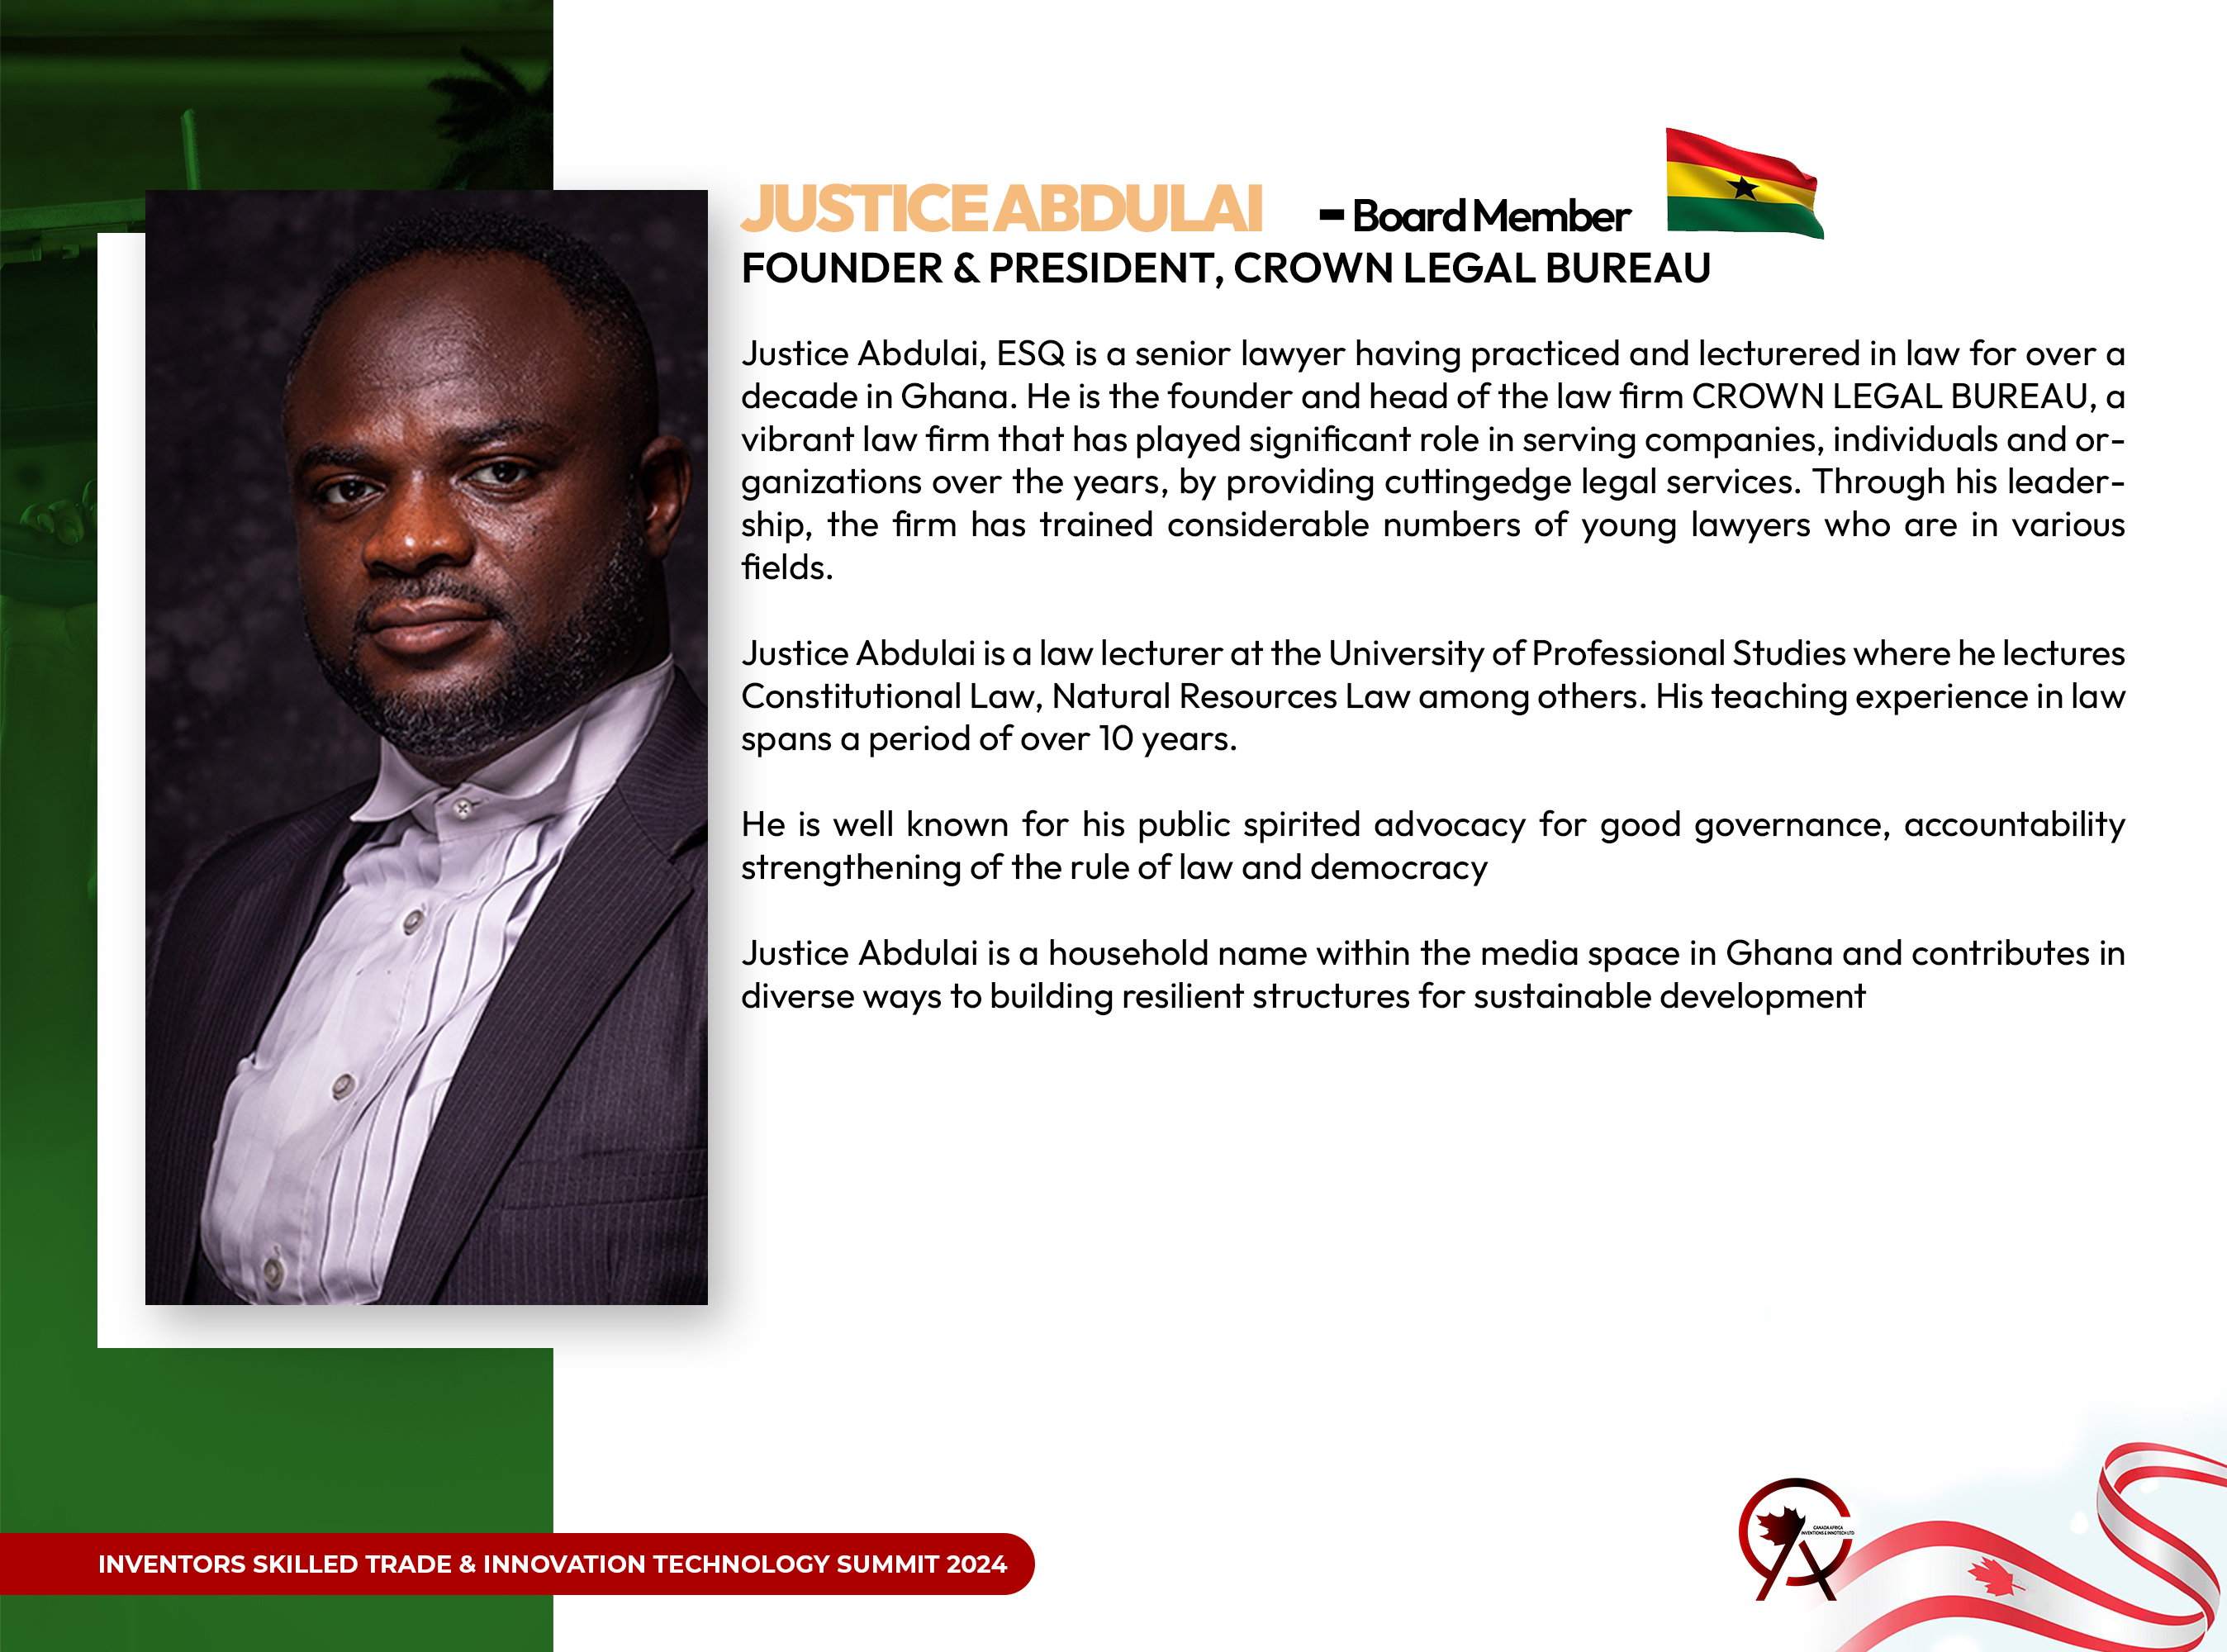 JUSTICE ABDULAI - Board Member
FOUNDER & PRESIDENT, CROWN LEGAL BUREAU
Justice Abdulai, ESQ is a senior lawyer having practiced and lecturered in law for over a
decade in Ghana. He is the founder and head of the law firm CROWN LEGAL BUREAU, a
vibrant law firm that has played significant role in serving companies, individuals and or-
ganizations over the years, by providing cuttingedge legal services. Through his leader-
ship, the firm has trained considerable numbers of young lawyers who are in various
fields.
Justice Abdulai is a law lecturer at the University of Professional Studies where he lectures
Constitutional Law, Natural Resources Law among others. His teaching experience in law
spans a period of over 10 years.
He is well known for his public spirited advocacy for good governance, accountability
strengthening of the rule of law and democracy
Justice Abdulai is a household name within the media space in Ghana and contributes in
diverse ways to building resilient structures for sustainable development
CANADA AFRICA
INVENTIONS & INNOTECH LTD
INVENTORS SKILLED TRADE & INNOVATION TECHNOLOGY SUMMIT 2024